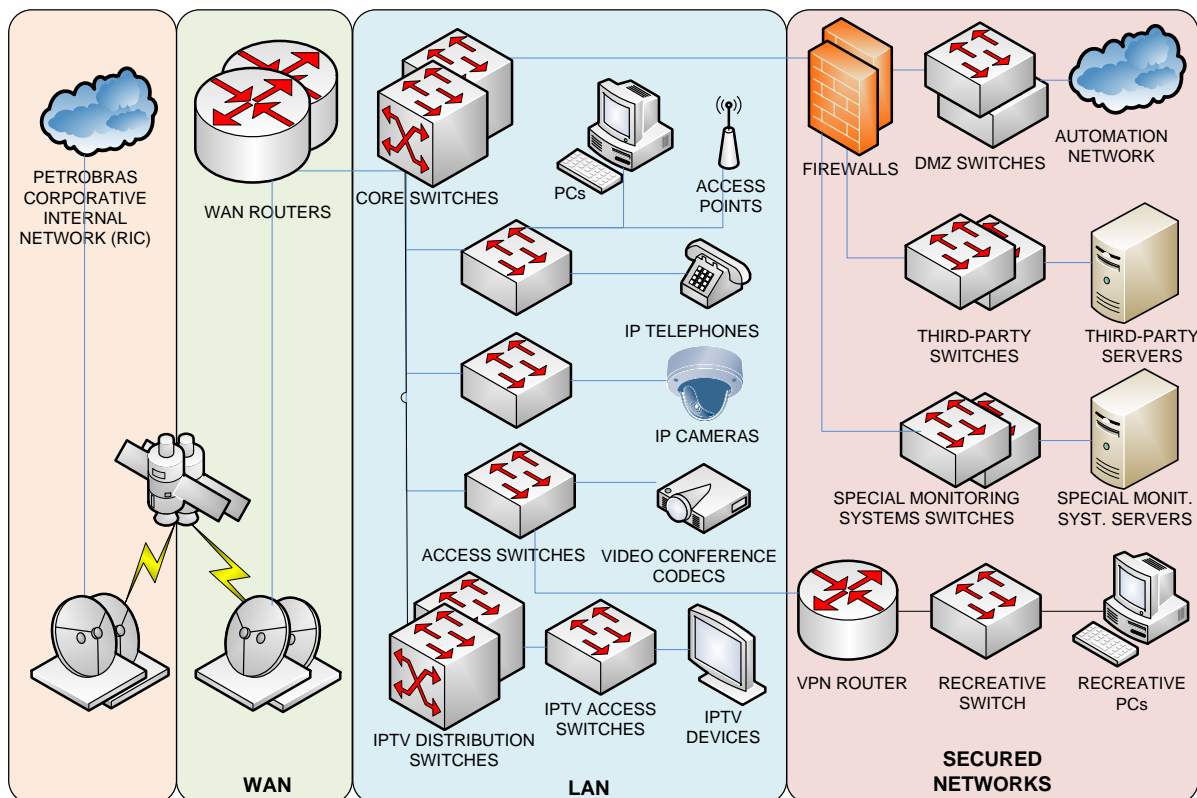 PETROBRAS
CORPORATIVE
INTERNAL
NETWORK (RIC)
WAN ROUTERS
WAN
CORE SWITCHES
PCs
ACCESS
POINTS
IP TELEPHONES
IP CAMERAS
ACCESS SWITCHES
VIDEO CONFERENCE
CODECS
IPTV DISTRIBUTION
SWITCHES
IPTV ACCESS
SWITCHES
IPTV
DEVICES
LAN
FIREWALLS
DMZ SWITCHES
AUTOMATION
NETWORK
THIRD-PARTY
SWITCHES
THIRD-PARTY
SERVERS
SPECIAL MONITORING
SYSTEMS SWITCHES
SPECIAL MONIT.
SYST. SERVERS
VPN ROUTER
RECREATIVE
SWITCH
RECREATIVE
PCs
SECURED
NETWORKS